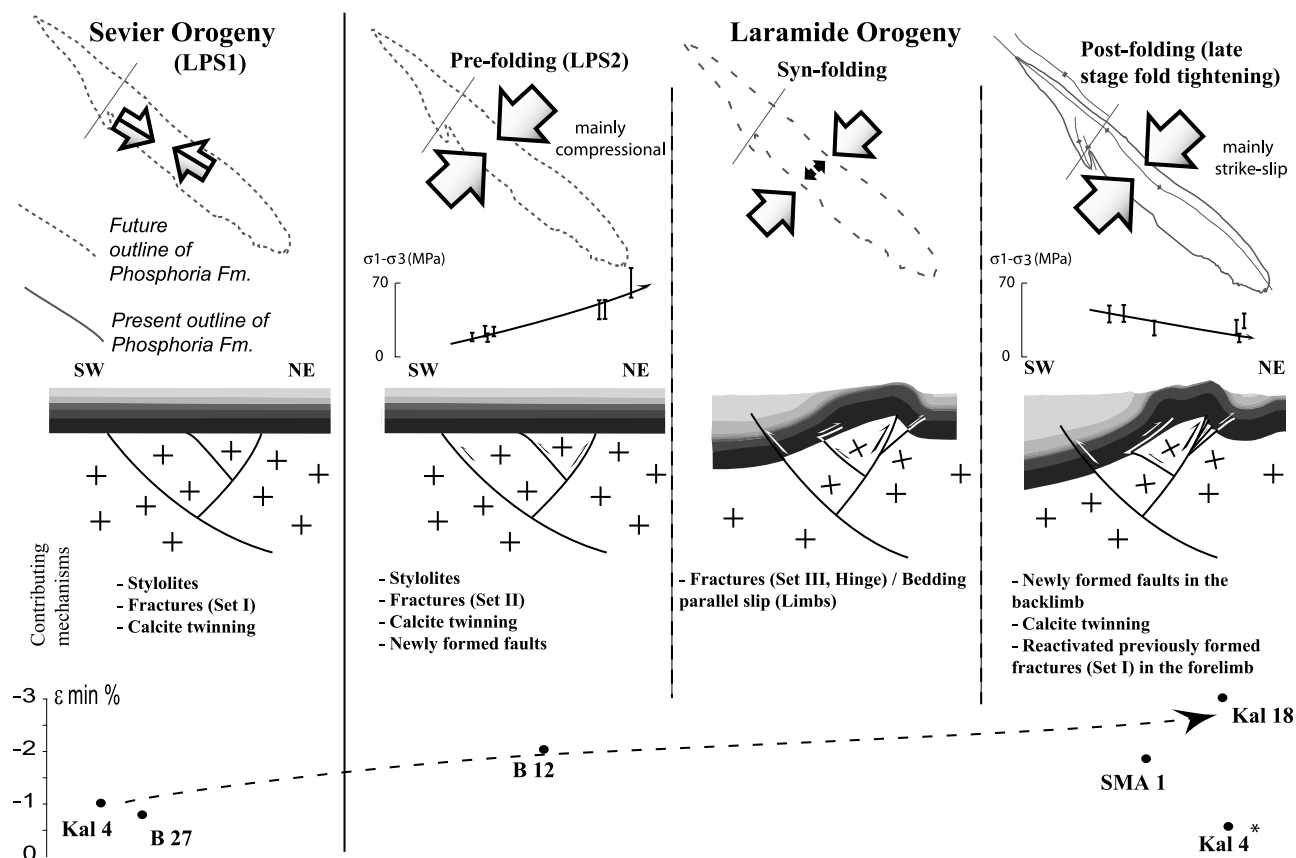 Sevier Orogeny
(LPS1)
Future
outline of
Phosphoria Fm.
Present outline of
Phosphoria Fm.
Laramide Orogeny
Pre-folding (LPS2)
mainly
compressional
Syn-folding
Post-folding (late
stage fold tightening)
mainly
strike-slip
σ1-σ3 (MPa)
70
0
σ1-σ3 (MPa)
70
0
SW NE
SW NE
SW NE
Contributing
mechanisms
- Stylolites
- Fractures (Set I)
- Calcite twinning
- Stylolites
- Fractures (Set II)
- Calcite twinning
- Newly formed faults
- Fractures (Set III, Hinge) / Bedding
parallel slip (Limbs)
- Newly formed faults in the
backlimb
- Calcite twinning
- Reactivated previously formed
fractures (Set I) in the forelimb
-3
ε min %
-2
-1
0
Kal 4
B 27
B 12
SMA 1
Kal 18
Kal 4*